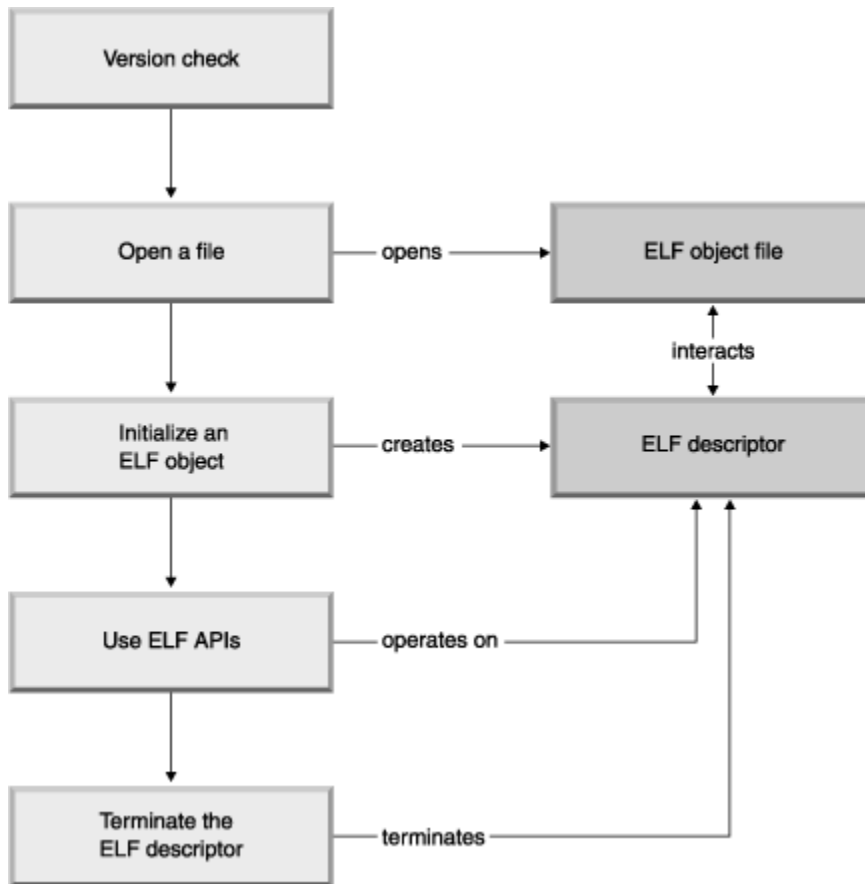 Version check
Open a file
opens
ELF object file
interacts
Initialize an
ELF object
creates
ELF descriptor
Use ELF APIs
operates on
Terminate the
ELF descriptor
terminates